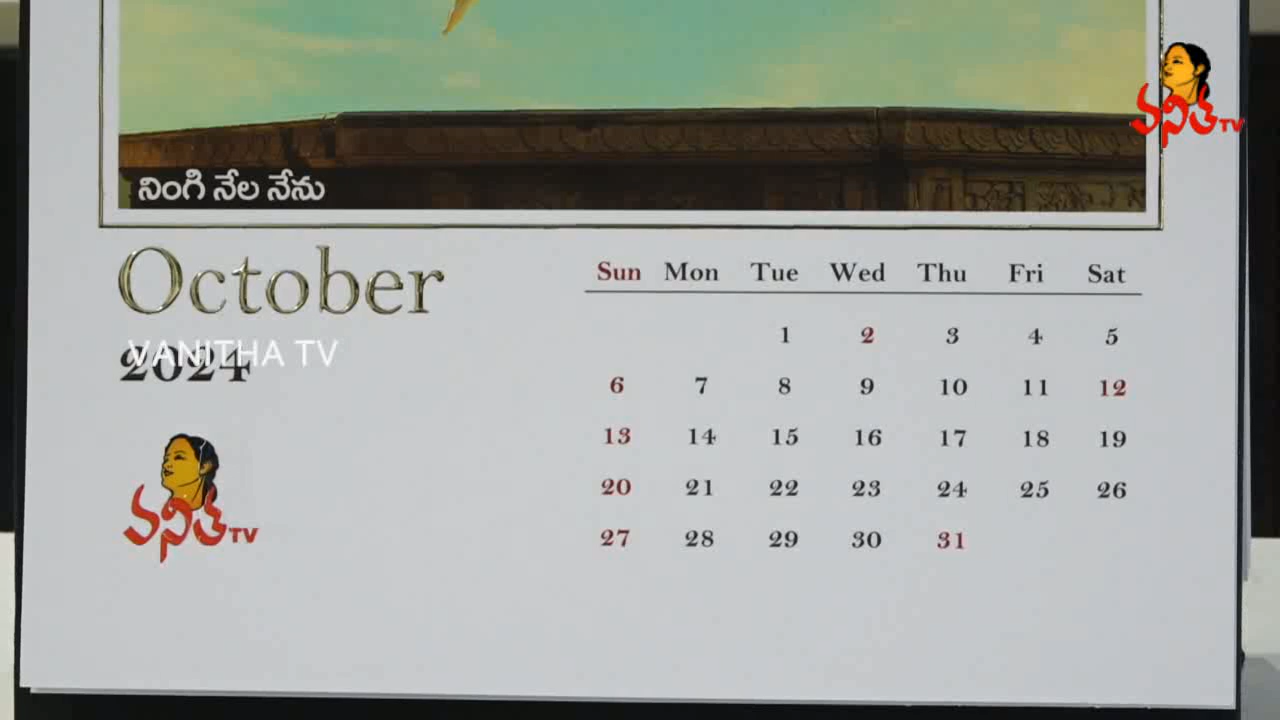 వనిత TV
నింగి నేల నేను
October
2024
VANITHA TV
వనిత TV
Sun Mon Tue Wed Thu Fri Sat
1 2 3 4 5
6 7 8 9 10 11 12
13 14 15 16 17 18 19
20 21 22 23 24 25 26
27 28 29 30 31